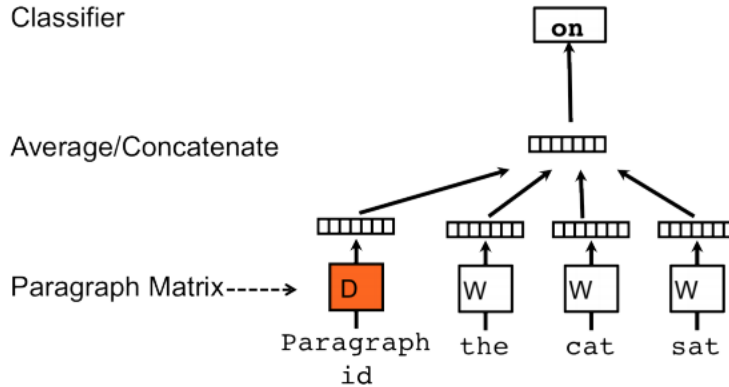 Classifier
on
Average/Concatenate
Paragraph Matrix
D
W
W
W
Paragraph
id
the
cat
sat